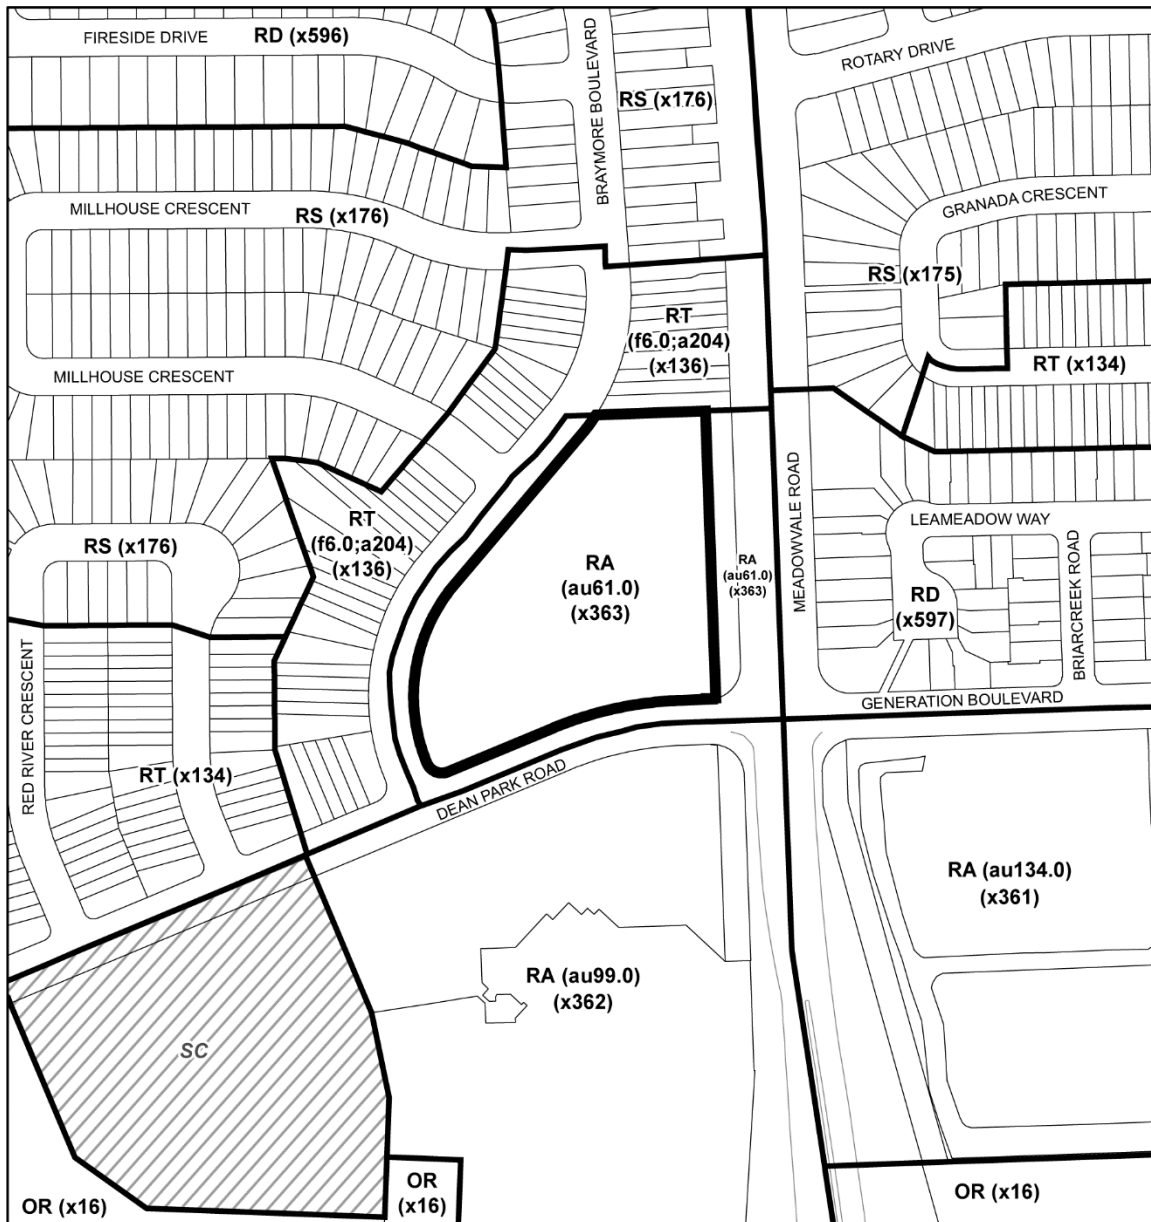 FIRESIDE DRIVE
RD (x596)
BRAYMORE BOULEVARD
RS (x176)
ROTARY DRIVE
MILLHOUSE CRESCENT
RS (x176)
GRANADA CRESCENT
RS (x175)
RT
(f6.0;a204)
(x136)
RT (x134)
MILLHOUSE CRESCENT
MEADOWVALE ROAD
RT
(f6.0;a204)
(x136)
RS (x176)
RA
(au61.0)
(x363)
RA
(au61.0)
(x363)
LEAMEADOW WAY
RD
(x597)
BRIARCREEK ROAD
RED RIVER CRESCENT
GENERATION BOULEVARD
RT (x134)
DEAN PARK ROAD
RA (au134.0)
(x361)
RA (au99.0)
(x362)
SC
OR (x16)
OR
(x16)
OR (x16)